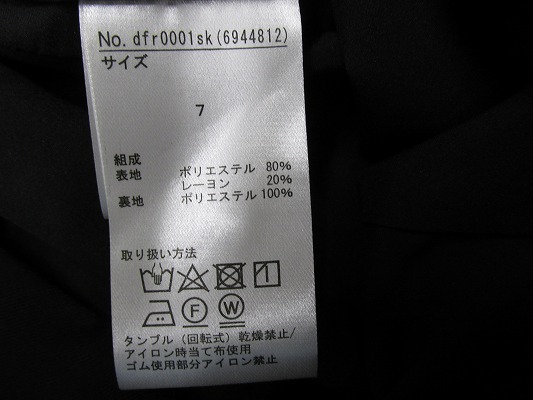 No. dfr0001sk(6944812)
サイズ
7
組成
表地 ポリエステル 80%
レーヨン 20%
裏地 ポリエステル 100%
取り扱い方法
F W
タンブル（回転式）乾燥禁止/
アイロン時当て布使用
ゴム使用部分アイロン禁止